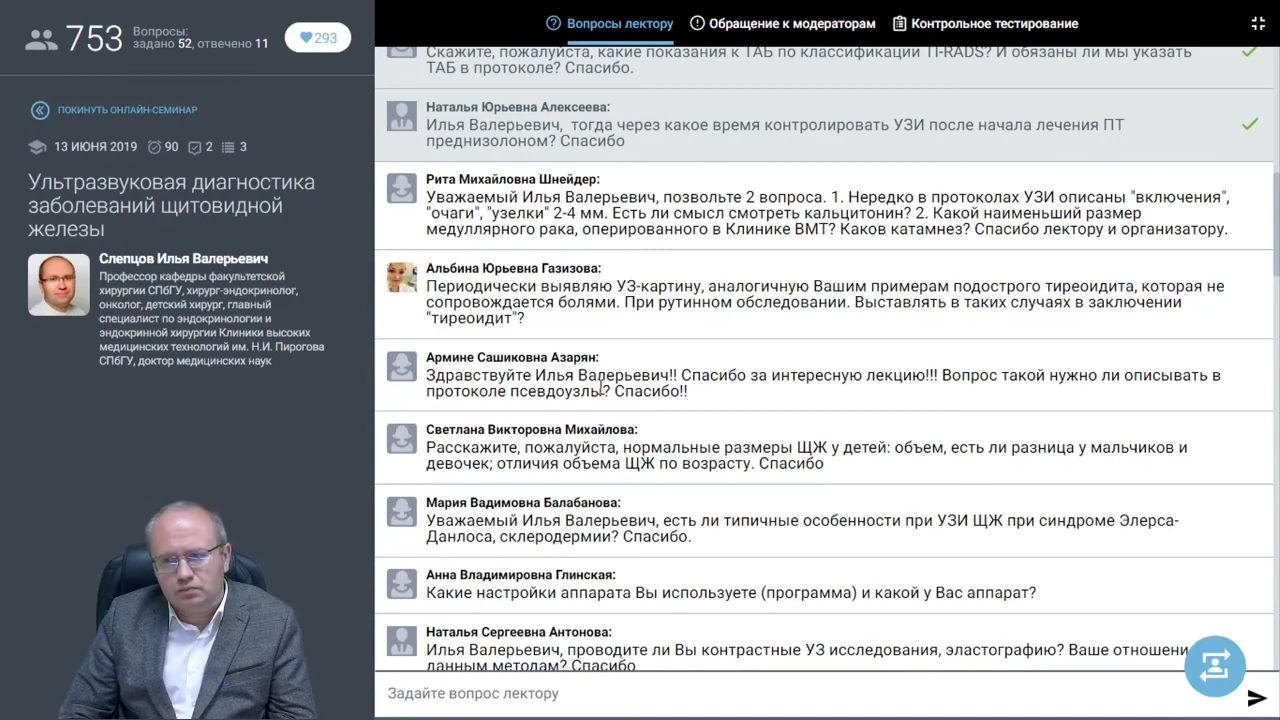 753
Вопросы:
задано 52, отвечено 11
293
ПОКИНУТЬ ОНЛАЙН-СЕМИНАР
13 ИЮНЯ 2019 90 2 3
Ультразвуковая диагностика
заболеваний щитовидной
железы
Слепцов Илья Валерьевич
Профессор кафедры факультетской
хирургии СПбГУ, хирург-эндокринолог,
онколог, детский хирург, главный
специалист по эндокринологии и
эндокринной хирургии Клиники высоких
медицинских технологий им. Н.И. Пирогова
СПбГУ, доктор медицинских наук
Вопросы лектору
Обращение к модераторам
Контрольное тестирование
Скажите, пожалуйста, какие показания к ТАБ по классификации TI-RADS? И обязаны ли мы указать
ТАБ в протоколе? Спасибо.
Наталья Юрьевна Алексеева:
Илья Валерьевич, тогда через какое время контролировать УЗИ после начала лечения ПТ
преднизолоном? Спасибо
Рита Михайловна Шнейдер:
Уважаемый Илья Валерьевич, позвольте 2 вопроса. 1. Нередко в протоколах УЗИ описаны "включения",
"очаги", "узелки" 2-4 мм. Есть ли смысл смотреть кальцитонин? 2. Какой наименьший размер
медуллярного рака, оперированного в Клинике ВМТ? Каков катамнез? Спасибо лектору и организатору.
Альбина Юрьевна Газизова:
Периодически выявляю УЗ-картину, аналогичную Вашим примерам подострого тиреоидита, которая не
сопровождается болями. При рутинном обследовании. Выставлять в таких случаях в заключении
"тиреоидит"?
Армине Сашиковна Азарян:
Здравствуйте Илья Валерьевич!! Спасибо за интересную лекцию!!! Вопрос такой нужно ли описывать в
протоколе псевдоузлы? Спасибо!!
Светлана Викторовна Михайлова:
Расскажите, пожалуйста, нормальные размеры ЩЖ у детей: объем, есть ли разница у мальчиков и
девочек; отличия объема ЩЖ по возрасту. Спасибо
Мария Вадимовна Балабанова:
Уважаемый Илья Валерьевич, есть ли типичные особенности при УЗИ ЩЖ при синдроме Элерса-
Данлоса, склеродермии? Спасибо.
Анна Владимировна Глинская:
Какие настройки аппарата Вы используете (программа) и какой у Вас аппарат?
Наталья Сергеевна Антонова:
Илья Валерьевич, проводите ли Вы контрастные УЗ исследования, эластографию? Ваше отношени
данным методам? Спасибо
Задайте вопрос лектору